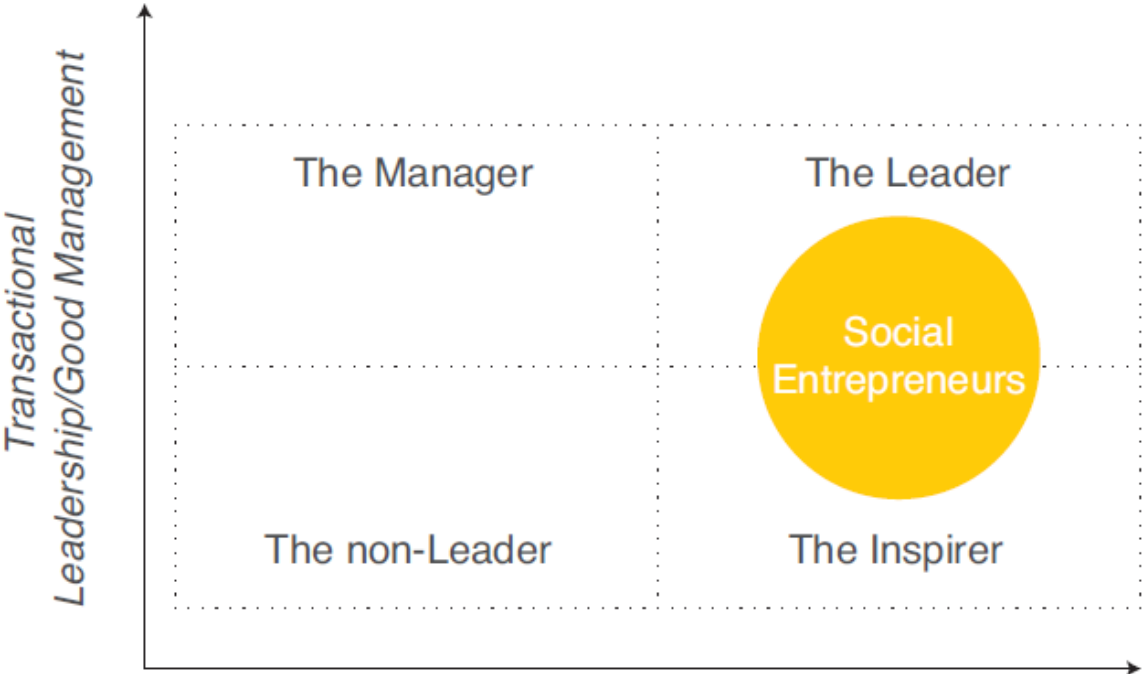 Transactional
Leadership/Good Management
The Manager
The Leader
Social
Entrepreneurs
The non-Leader
The Inspirer